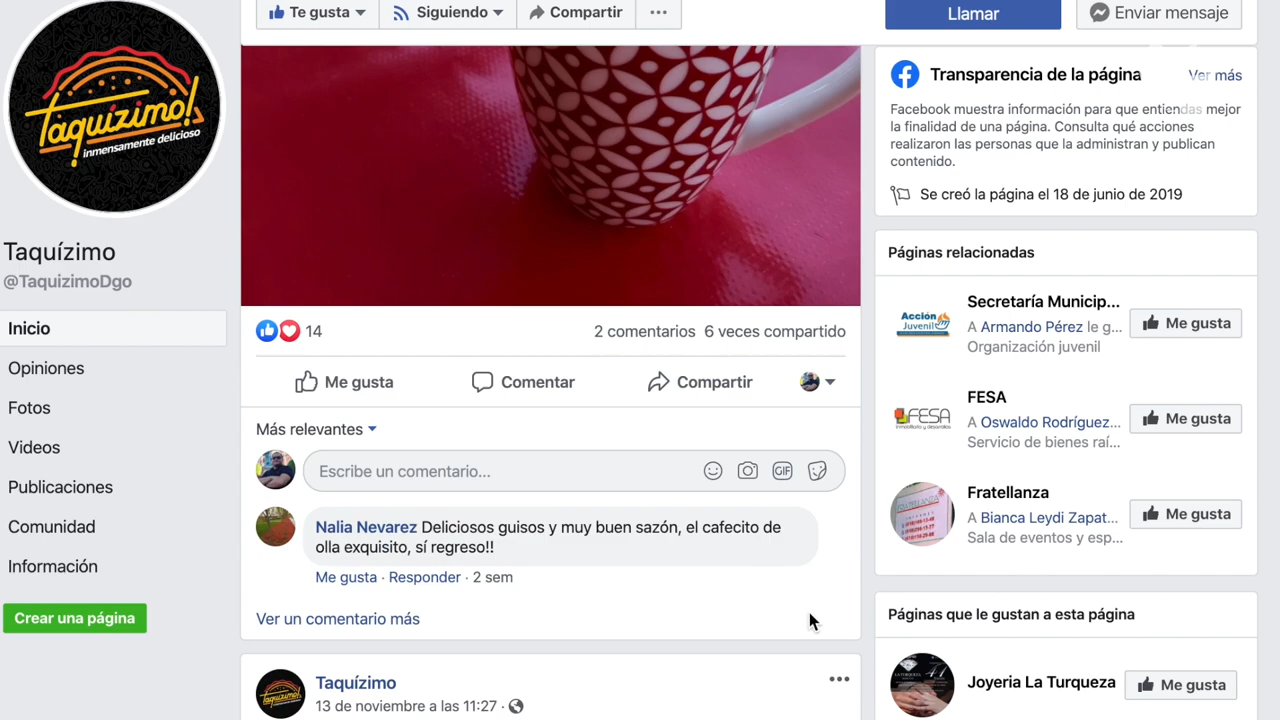 Te gusta
Siguiendo
Compartir
Llamar
Enviar mensaje
Taquízimo!
inmensamente delicioso
Taquízimo
@TaquizimoDgo
Inicio
Opiniones
Fotos
Videos
Publicaciones
Comunidad
Información
Crear una página
14
2 comentarios 6 veces compartido
Me gusta
Comentar
Compartir
Más relevantes
Escribe un comentario...
GIF
Nalia Nevarez Deliciosos guisos y muy buen sazón, el cafecito de
olla exquisito, sí regreso!!
Me gusta · Responder · 2 sem
Ver un comentario más
Taquízimo
13 de noviembre a las 11:27 ·
Transparencia de la página
Ver más
Facebook muestra información para que entiendas mejor
la finalidad de una página. Consulta qué acciones
realizaron las personas que la administran y publican
contenido.
Se creó la página el 18 de junio de 2019
Páginas relacionadas
Acción
Juvenil
Secretaría Municip...
A Armando Pérez le g...
Organización juvenil
Me gusta
FESA
FESA
A Oswaldo Rodríguez...
Servicio de bienes raí...
Me gusta
Fratellanza
A Bianca Leydi Zapat...
Sala de eventos y esp...
Me gusta
Páginas que le gustan a esta página
Joyeria La Turqueza
Me gusta